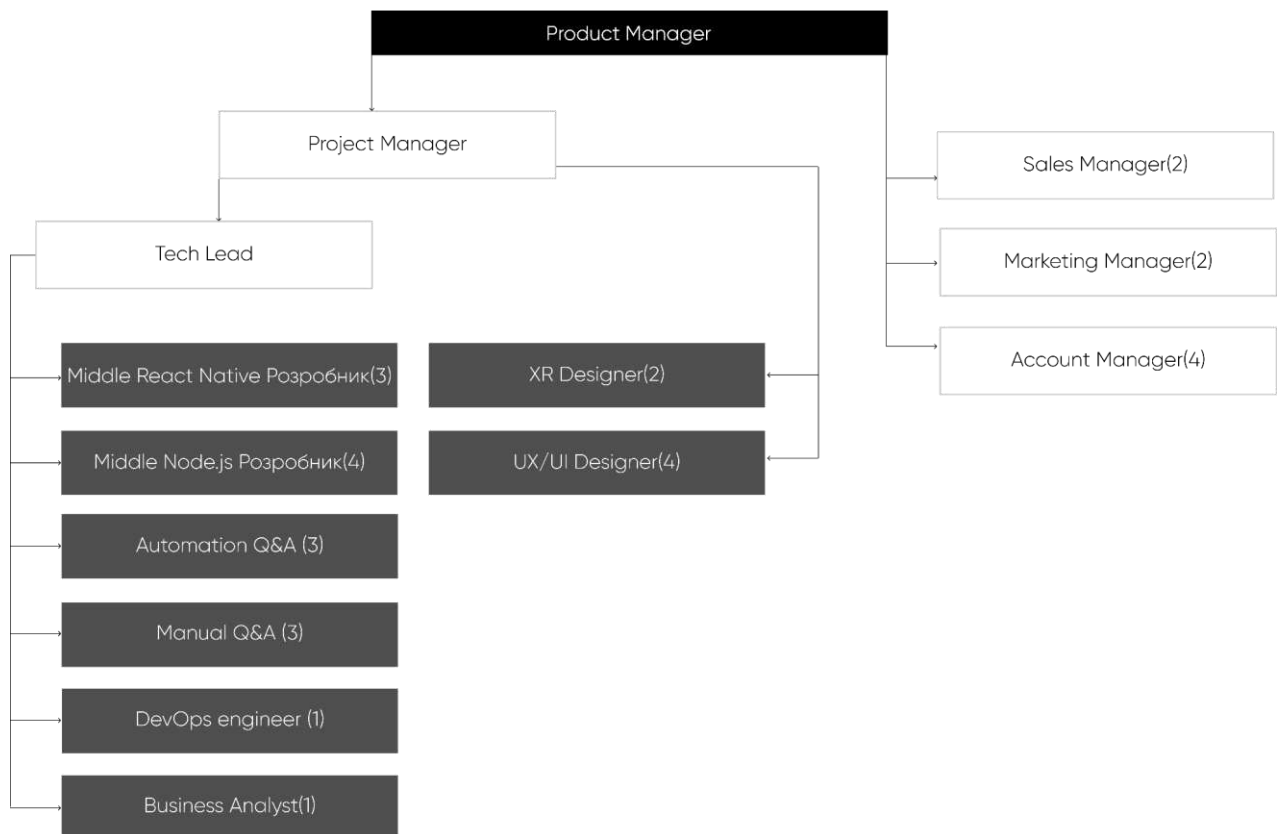 Product Manager
Project Manager
Sales Manager(2)
Tech Lead
Marketing Manager(2)
Account Manager(4)
Middle React Native Розробник(3)
XR Designer(2)
Middle Node.js Розробник(4)
UX/UI Designer(4)
Automation Q&A (3)
Manual Q&A (3)
DevOps engineer (1)
Business Analyst(1)